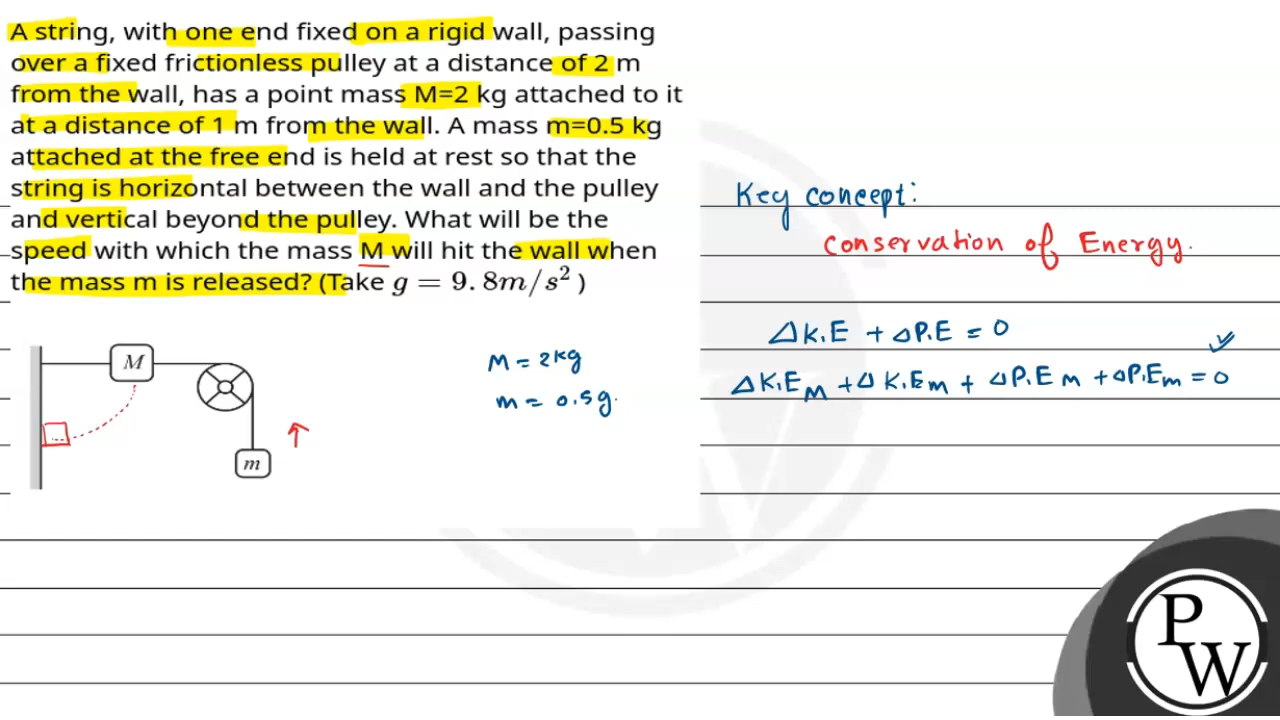 A string, with one end fixed on a rigid wall, passing
over a fixed frictionless pulley at a distance of 2 m
from the wall, has a point mass M=2 kg attached to it
at a distance of 1 m from the wall. A mass m=0.5 kg
attached at the free end is held at rest so that the
string is horizontal between the wall and the pulley
and vertical beyond the pulley. What will be the
speed with which the mass M will hit the wall when
the mass m is released? (Take g = 9. 8m/s² )
M
m
M = 2kg
m = 0.5g.
Key concept:
conservation of Energy.
ΔK.E + ΔP.E = 0
ΔK.E_M + ΔK.E_m + ΔP.E_M + ΔP.E_m = 0
P
W